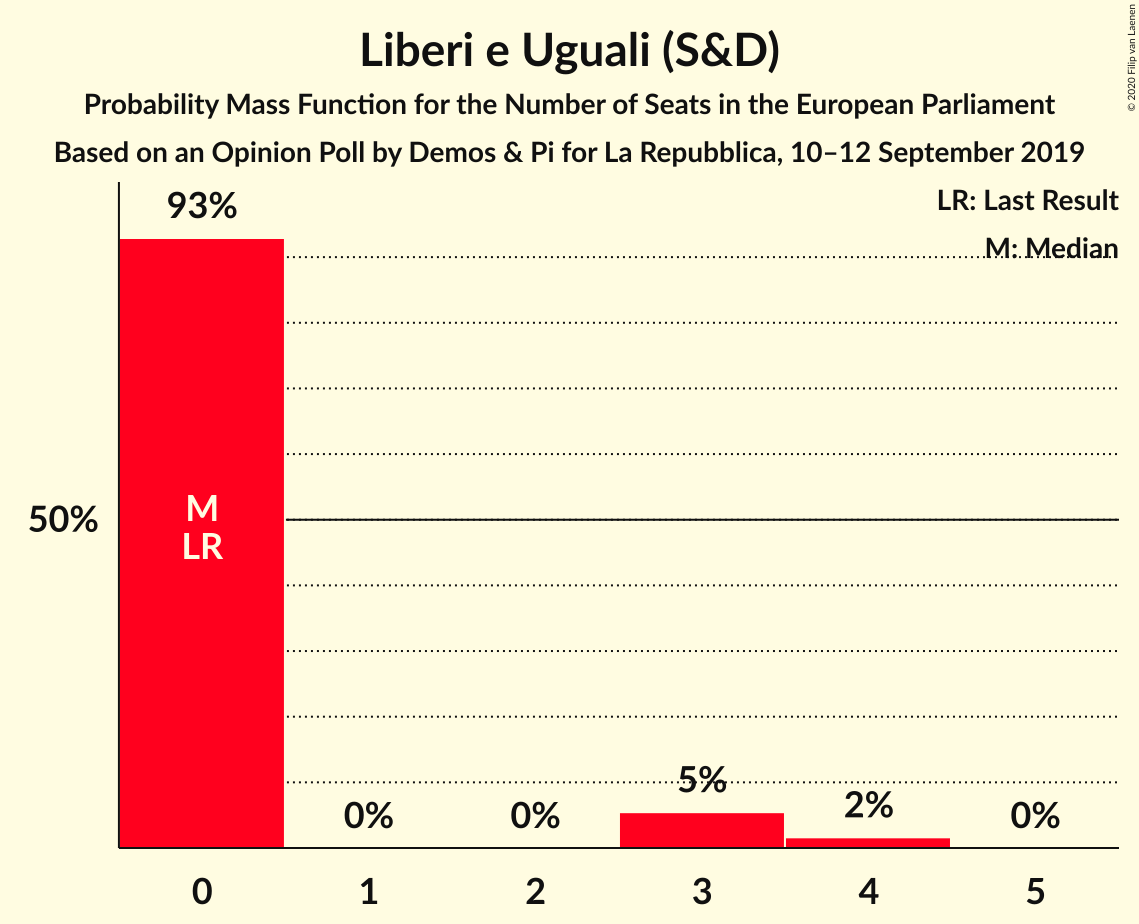 Liberi e Uguali (S&D)
Probability Mass Function for the Number of Seats in the European Parliament
Based on an Opinion Poll by Demos & Pi for La Repubblica, 10–12 September 2019
© 2020 Filip van Laenen
LR: Last Result
M: Median
93%
50%
M
LR
0%
0%
5%
2%
0%
0
1
2
3
4
5